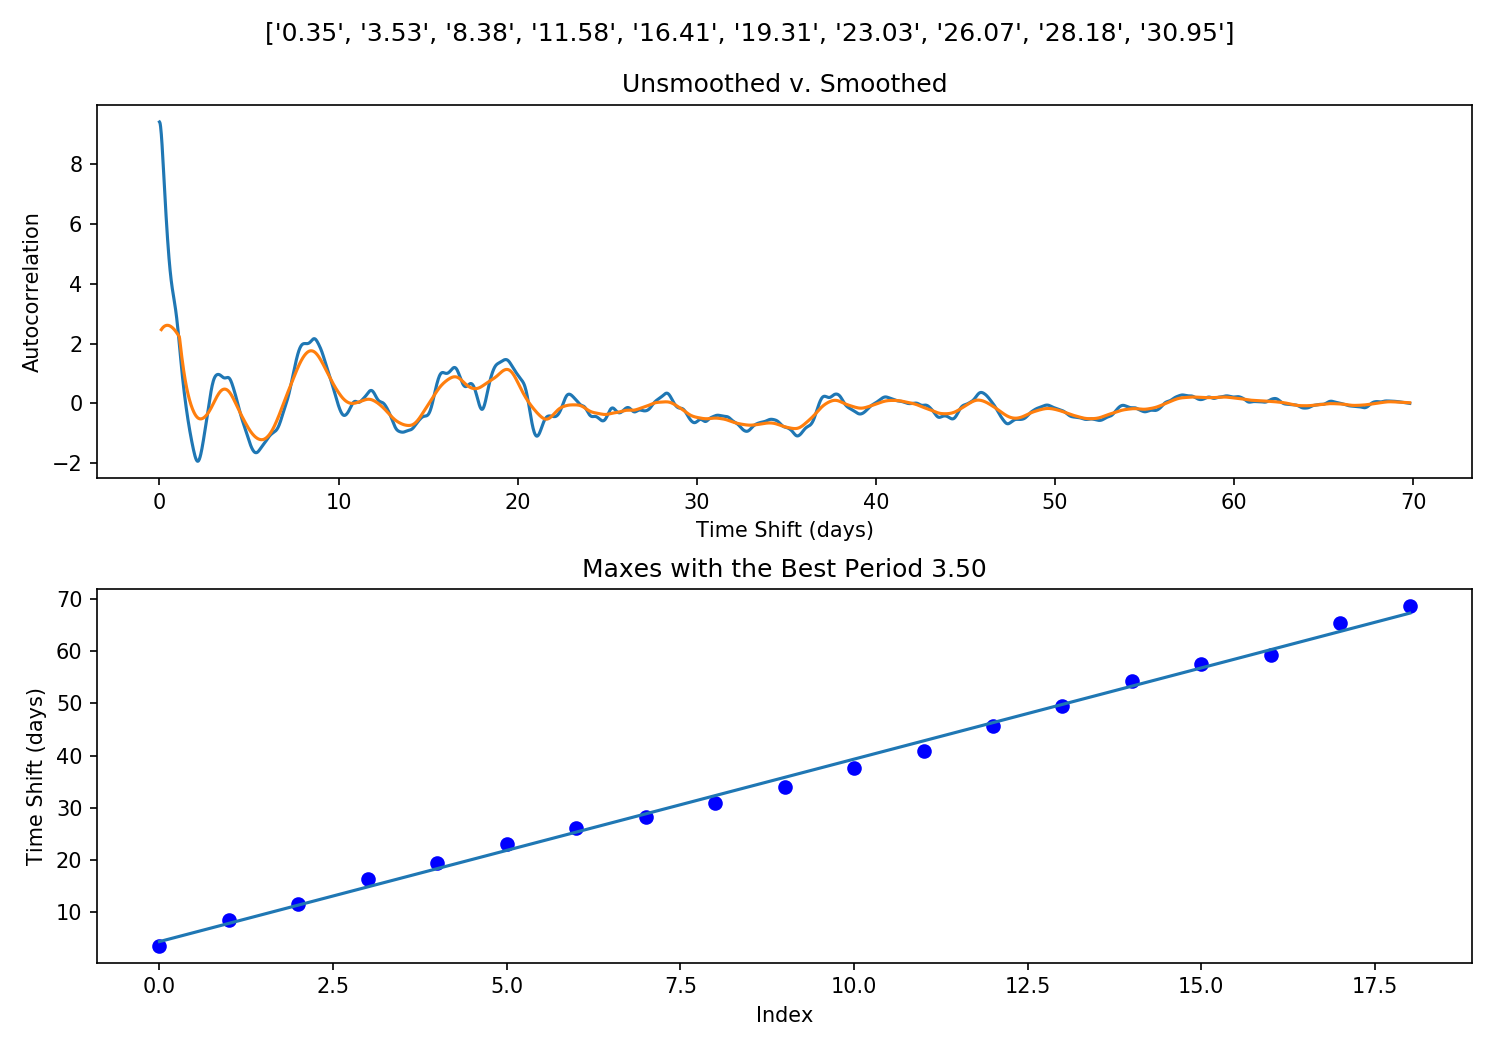 ['0.35', '3.53', '8.38', '11.58', '16.41', '19.31', '23.03', '26.07', '28.18', '30.95']
Unsmoothed v. Smoothed
Autocorrelation
8
6
4
2
0
−2
0 10 20 30 40 50 60 70
Time Shift (days)
Maxes with the Best Period 3.50
Time Shift (days)
70
60
50
40
30
20
10
0.0 2.5 5.0 7.5 10.0 12.5 15.0 17.5
Index